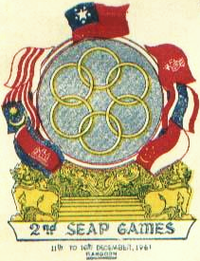 2nd SEAP GAMES
11TH TO 16TH DECEMBER, 1961
RANGOON